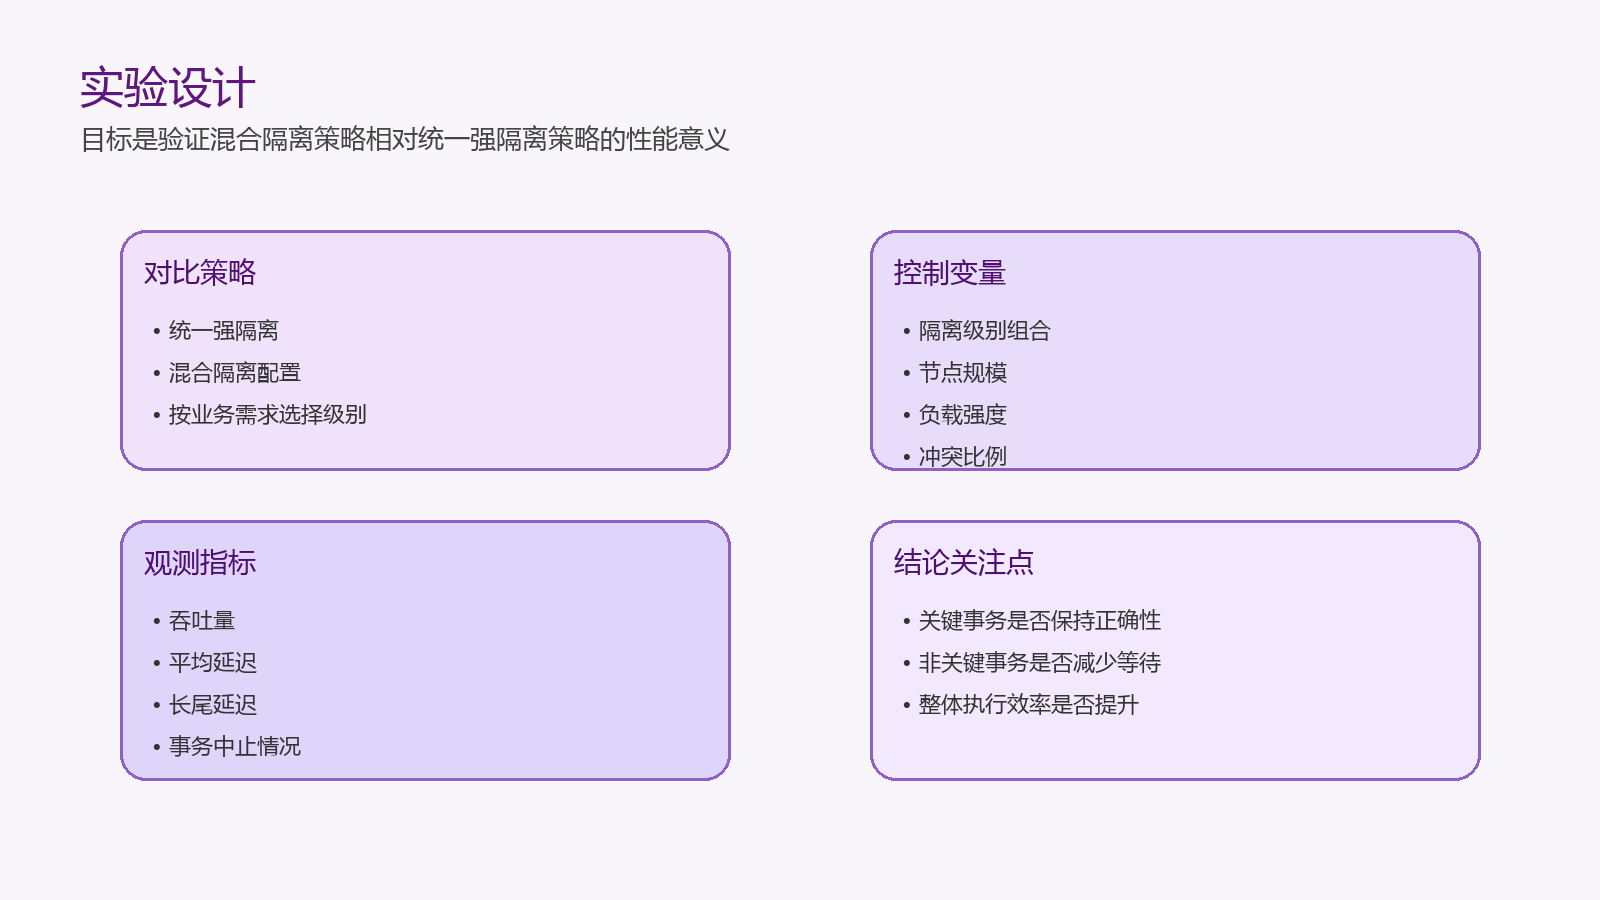 实验设计
目标是验证混合隔离策略相对统一强隔离策略的性能意义
对比策略
• 统一强隔离
• 混合隔离配置
• 按业务需求选择级别
控制变量
• 隔离级别组合
• 节点规模
• 负载强度
• 冲突比例
观测指标
• 吞吐量
• 平均延迟
• 长尾延迟
• 事务中止情况
结论关注点
• 关键事务是否保持正确性
• 非关键事务是否减少等待
• 整体执行效率是否提升